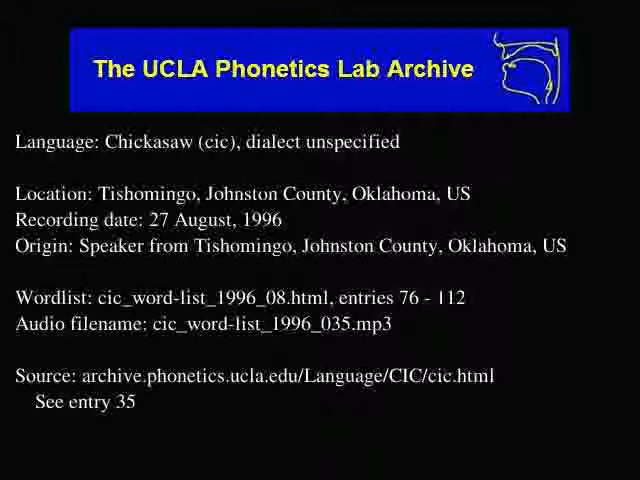 The UCLA Phonetics Lab Archive
Language: Chickasaw (cic), dialect unspecified
Location: Tishomingo, Johnston County, Oklahoma, US
Recording date: 27 August, 1996
Origin: Speaker from Tishomingo, Johnston County, Oklahoma, US
Wordlist: cic_word-list_1996_08.html, entries 76 - 112
Audio filename: cic_word-list_1996_035.mp3
Source: archive.phonetics.ucla.edu/Language/CIC/cic.html
See entry 35